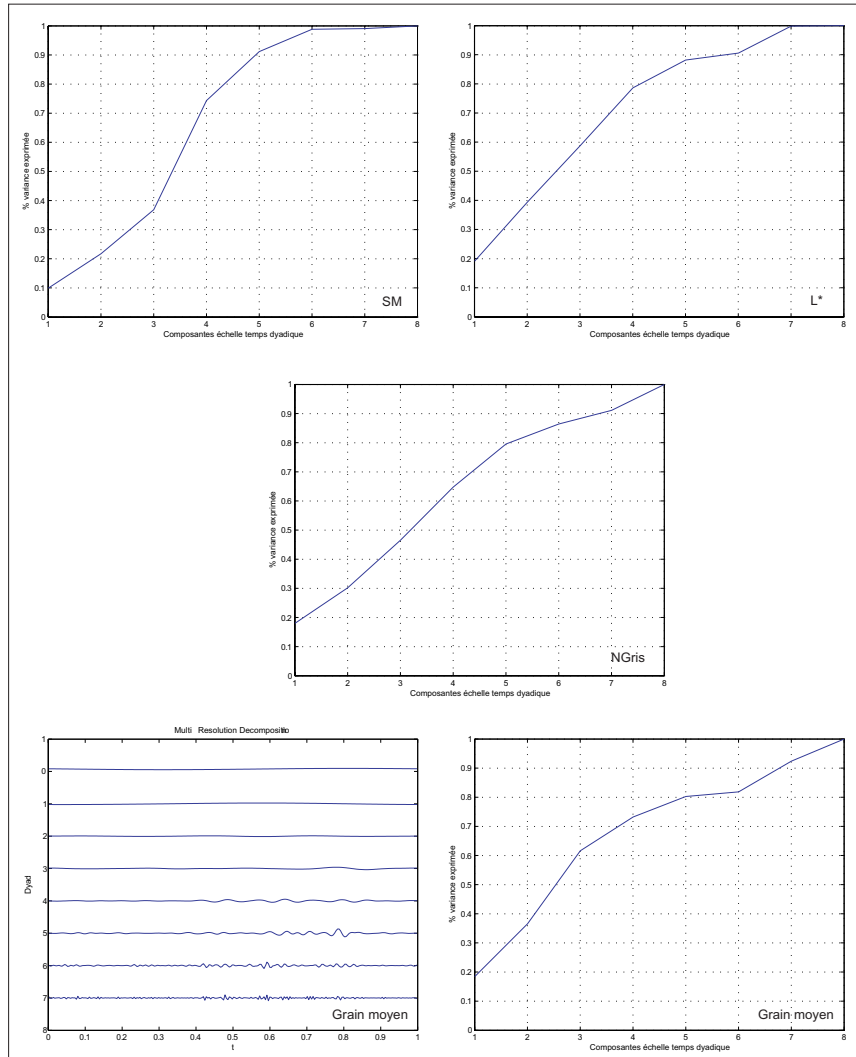 1
0.9
0.8
0.7
0.6
0.5
0.4
0.3
0.2
0.1
0
% variance exprimée
SM
1 2 3 4 5 6 7 8
Composantes échelle temps dyadique
1
0.9
0.8
0.7
0.6
0.5
0.4
0.3
0.2
0.1
0
% variance exprimée
L*
1 2 3 4 5 6 7 8
Composantes échelle temps dyadique
1
0.9
0.8
0.7
0.6
0.5
0.4
0.3
0.2
0.1
0
% variance exprimée
NGris
1 2 3 4 5 6 7 8
Composantes échelle temps dyadique
Multi Resolution
1
0
1
2
3
4
5
6
7
8
Dyad
Grain moyen
0 0.1 0.2 0.3 0.4 0.5 0.6 0.7 0.8 0.9 1
t
1
0.9
0.8
0.7
0.6
0.5
0.4
0.3
0.2
0.1
0
% variance exprimée
Grain moyen
1 2 3 4 5 6 7 8
Composantes échelle temps dyadique